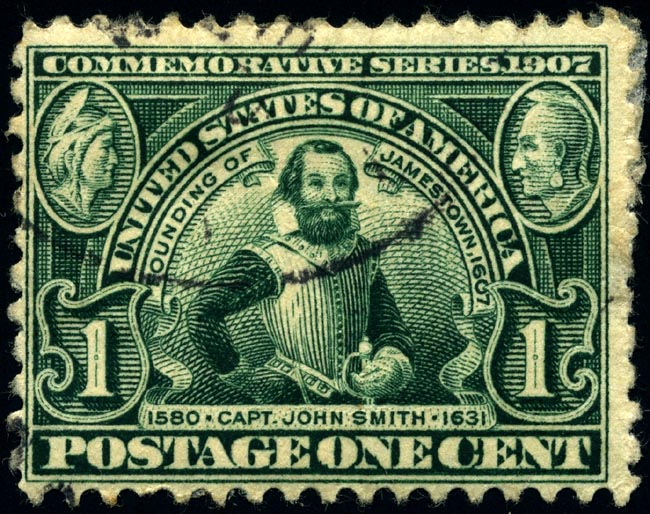 COMMEMORATIVE SERIES, 1907
UNITED STATES OF AMERICA
FOUNDING OF JAMESTOWN, 1607
1 1
1580 · CAPT. JOHN SMITH · 1631
POSTAGE ONE CENT